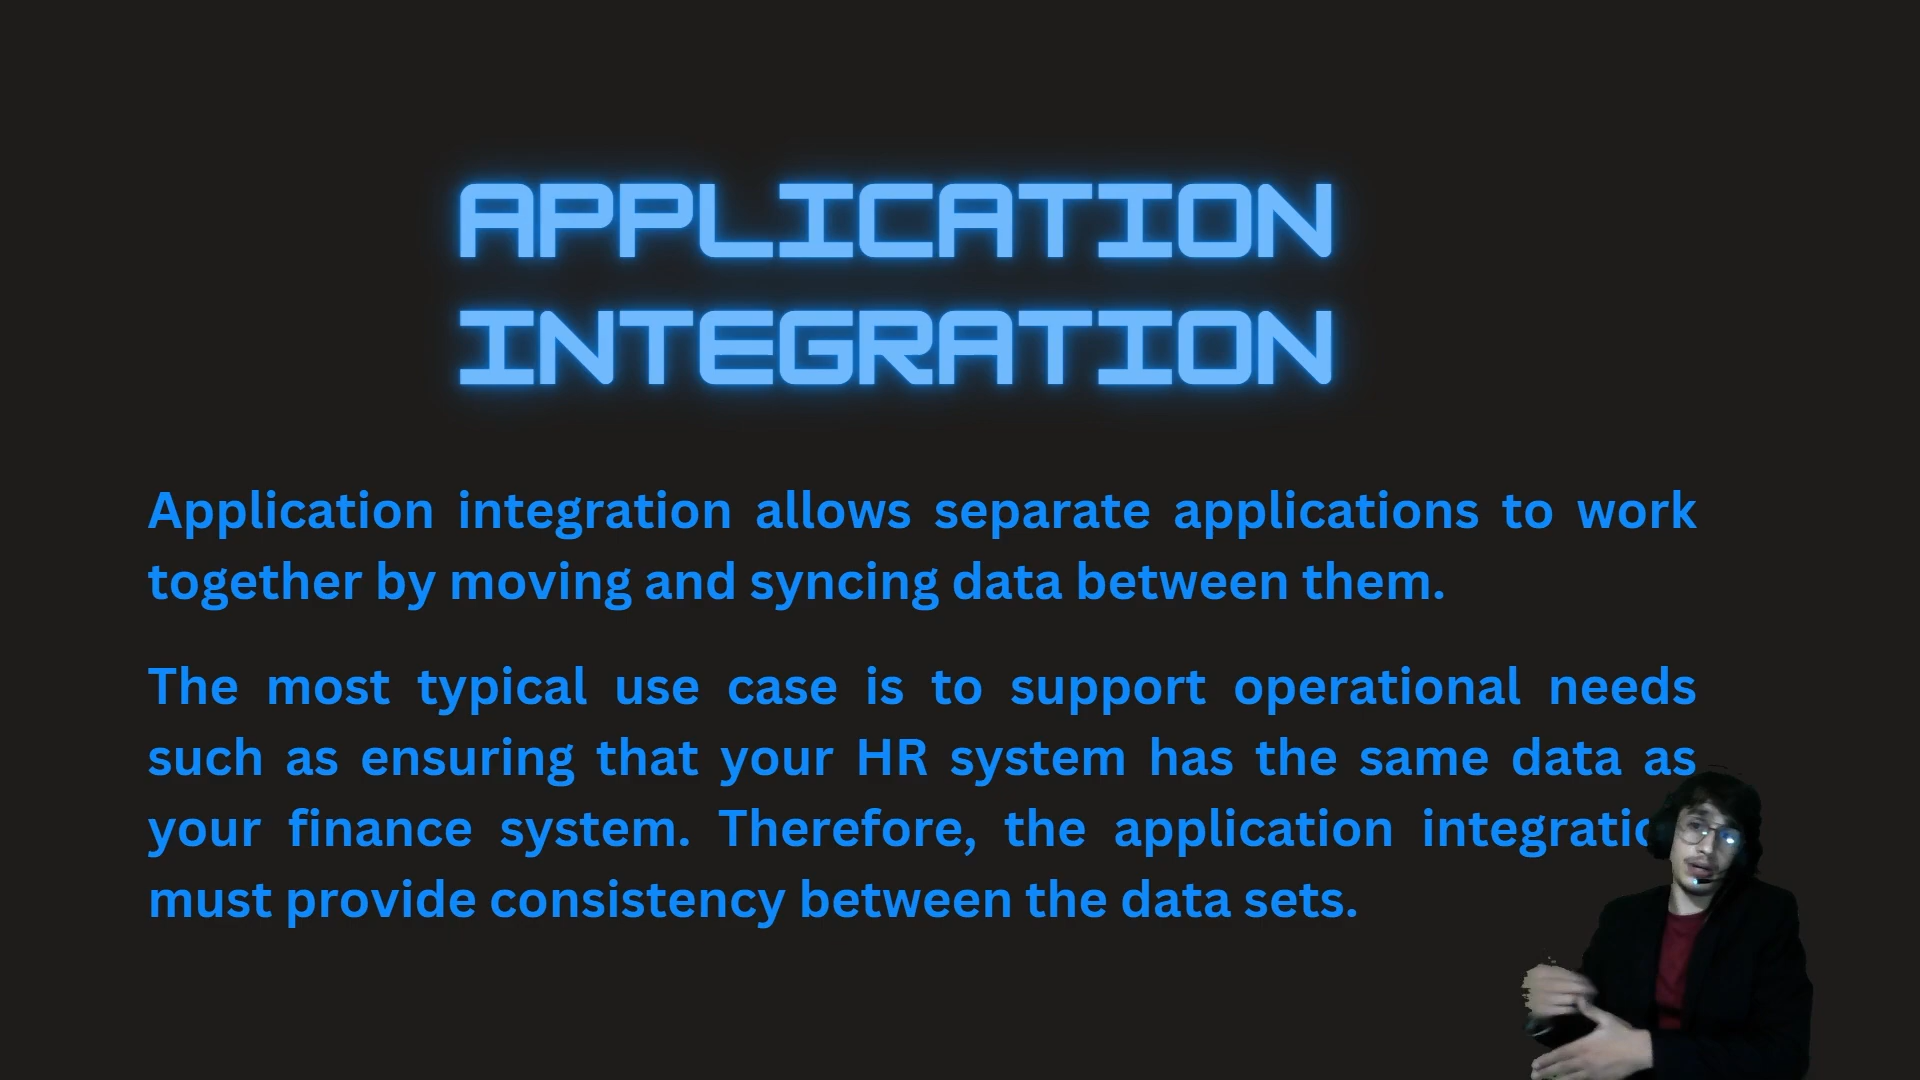 APPLICATION
INTEGRATION
Application integration allows separate applications to work
together by moving and syncing data between them.
The most typical use case is to support operational needs
such as ensuring that your HR system has the same data as
your finance system. Therefore, the application
must provide consistency between the data sets.